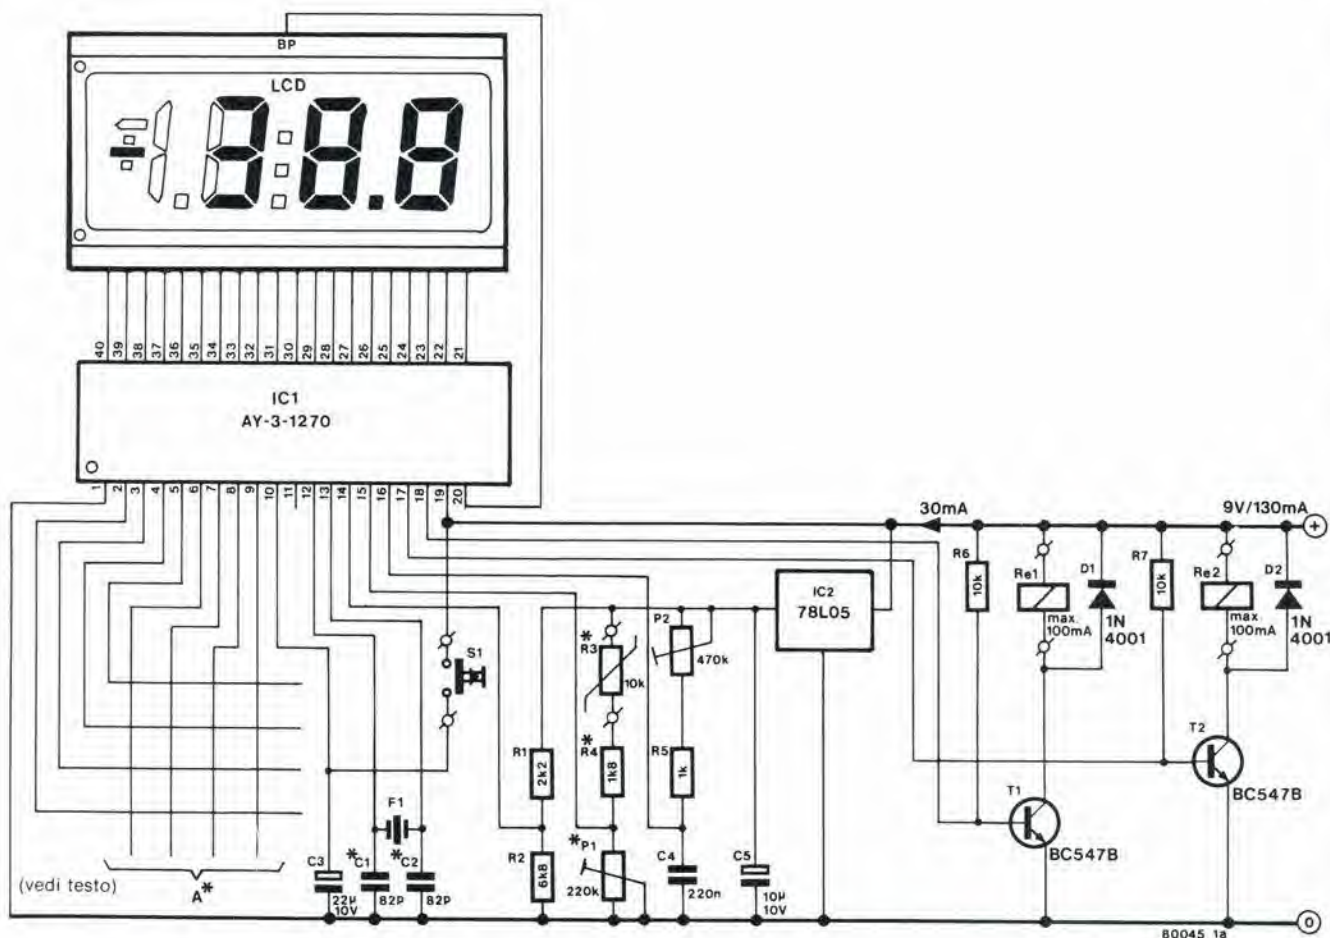 BP
LCD
40 39 38 37 36 35 34 33 32 31 30 29 28 27 26 25 24 23 22 21
IC1
AY-3-1270
1 2 3 4 5 6 7 8 9 10 11 12 13 14 15 16 17 18 19 20
30mA
9V/130mA
+
R6
10k
Re1
max.
100mA
D1
1N
4001
R7
10k
Re2
max.
100mA
D2
1N
4001
IC2
78L05
P2
470k
*
R3
10k
S1
R1
2k2
*
R4
1k8
R5
1k
T2
BC547B
T1
BC547B
F1
C3
22µ
10V
*C1
82p
*C2
82p
R2
6k8
*P1
220k
C4
220n
C5
10µ
10V
(vedi testo)
A*
0
80045 1a